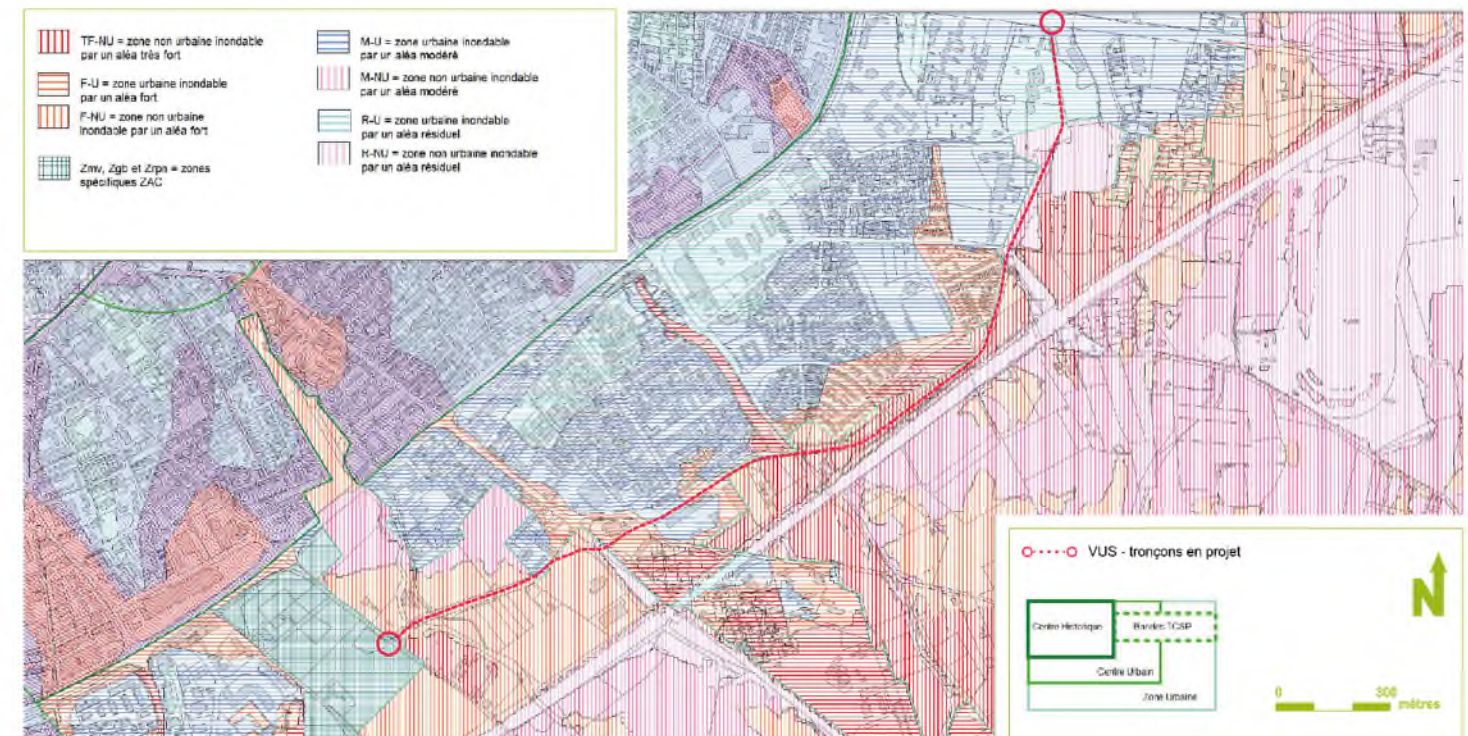 TF-NU = zone non urbaine inondable
par un aléa très fort
F-U = zone urbaine inondable
par un aléa fort
F-NU = zone non urbaine
inondable par un aléa fort
Zmv, Zgb et Zrpn = zones
spécifiques ZAC
M-U = zone urbaine inondable
par un aléa modéré
M-NU = zone non urbaine inondable
par un aléa modéré
R-U = zone urbaine inondable
par un aléa résiduel
R-NU = zone non urbaine inondable
par un aléa résiduel
VUS - tronçons en projet
Centre Historique
Bandes TCSP
Centre Urbain
Zone Urbaine
N
0 300
mètres